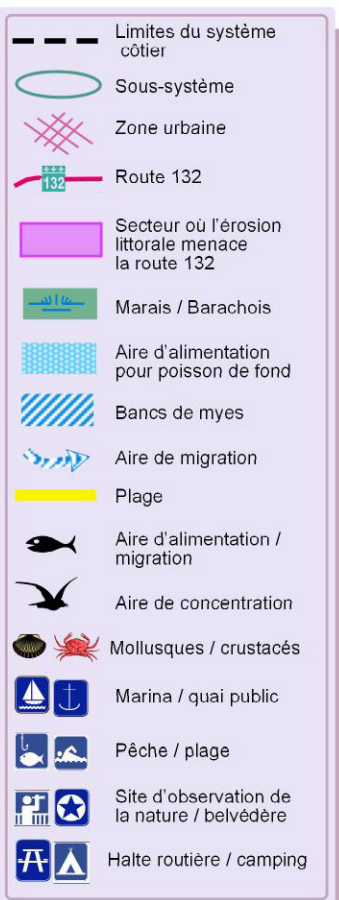 Limites du système
côtier
Sous-système
Zone urbaine
132
Route 132
Secteur où l'érosion
littorale menace
la route 132
Marais / Barachois
Aire d'alimentation
pour poisson de fond
Bancs de myes
Aire de migration
Plage
Aire d'alimentation /
migration
Aire de concentration
Mollusques / crustacés
Marina / quai public
Pêche / plage
Site d'observation de
la nature / belvédère
Halte routière / camping